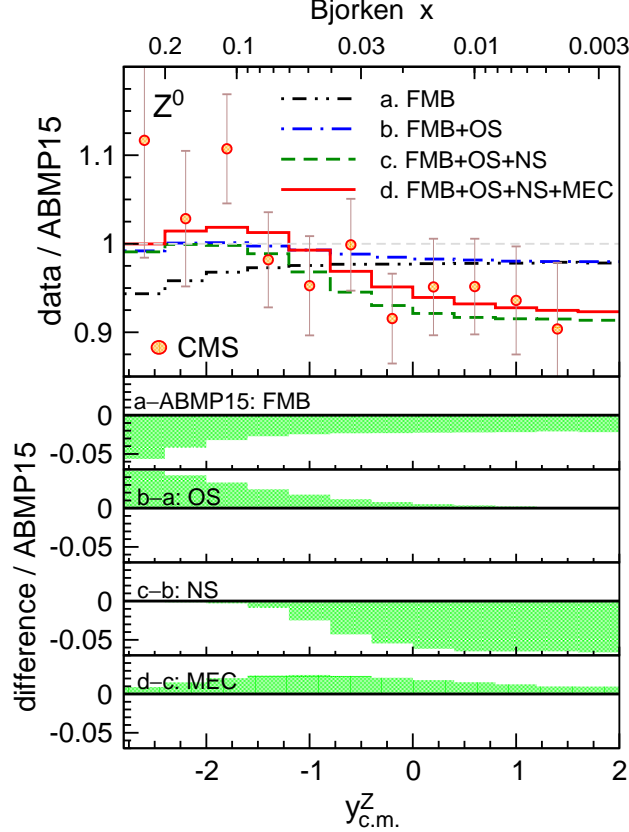 Bjorken x
0.2 0.1 0.03 0.01 0.003
Z⁰
a. FMB
b. FMB+OS
c. FMB+OS+NS
d. FMB+OS+NS+MEC
data / ABMP15
1.1
1
0.9
CMS
a–ABMP15: FMB
0
-0.05
b–a: OS
0
-0.05
c–b: NS
0
-0.05
d–c: MEC
0
-0.05
difference / ABMP15
-2 -1 0 1 2
y^Z_c.m.